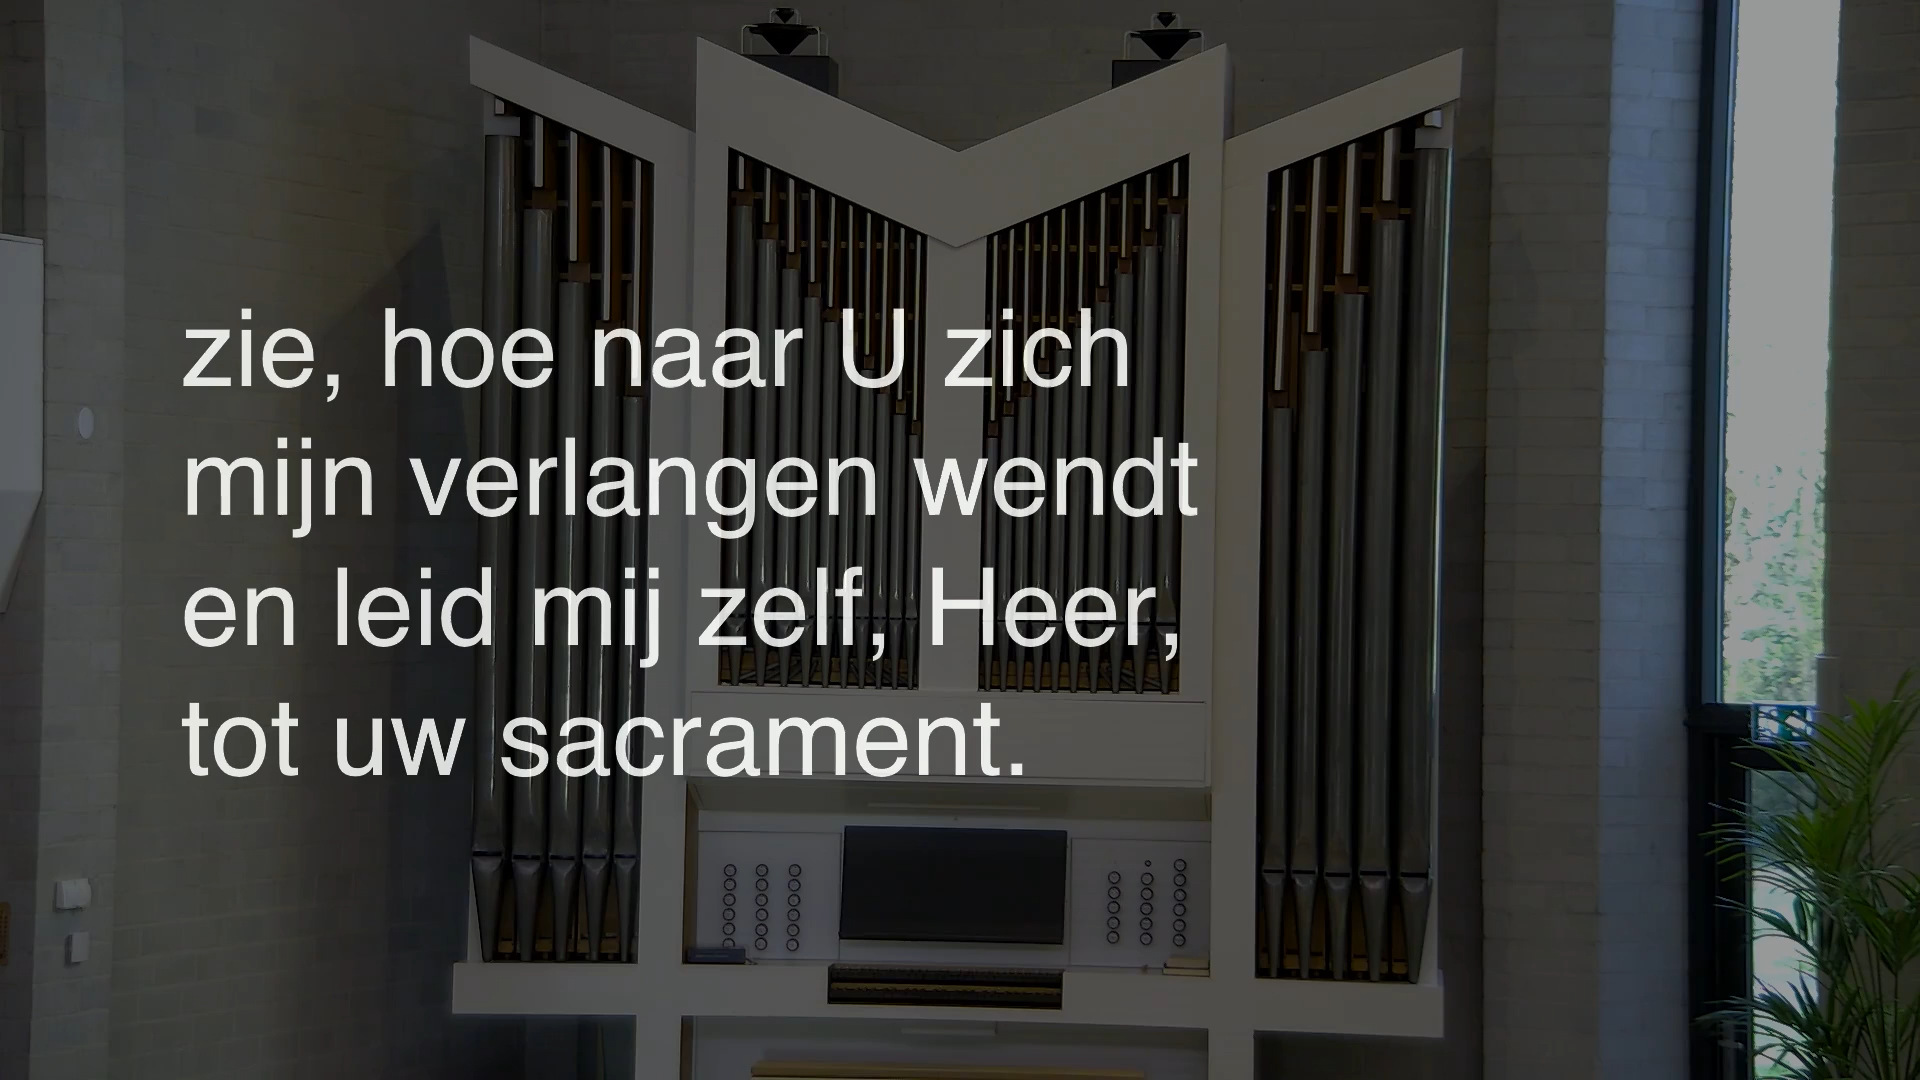 zie, hoe naar U zich
mijn verlangen wendt
en leid mij zelf, Heer,
tot uw sacrament.